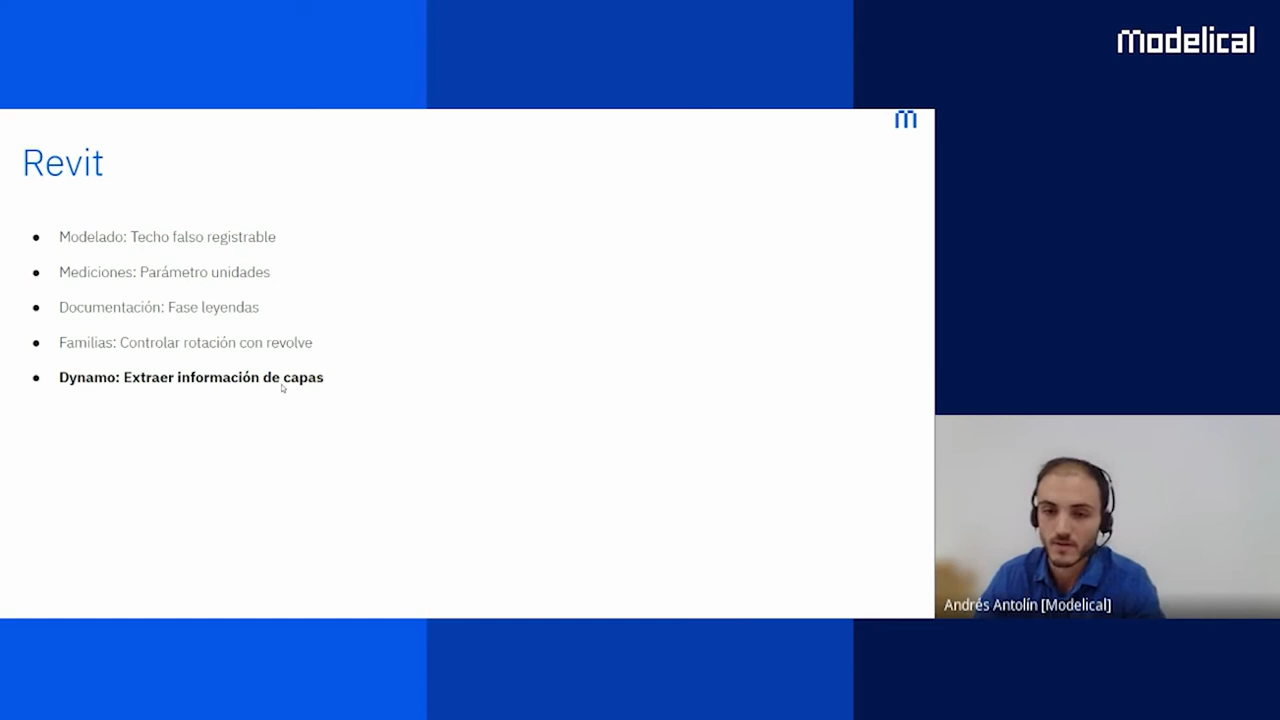 modelical
m
Revit
● Modelado: Techo falso registrable
● Mediciones: Parámetro unidades
● Documentación: Fase leyendas
● Familias: Controlar rotación con revolve
● Dynamo: Extraer información de capas
Andrés Antolín [Modelical]